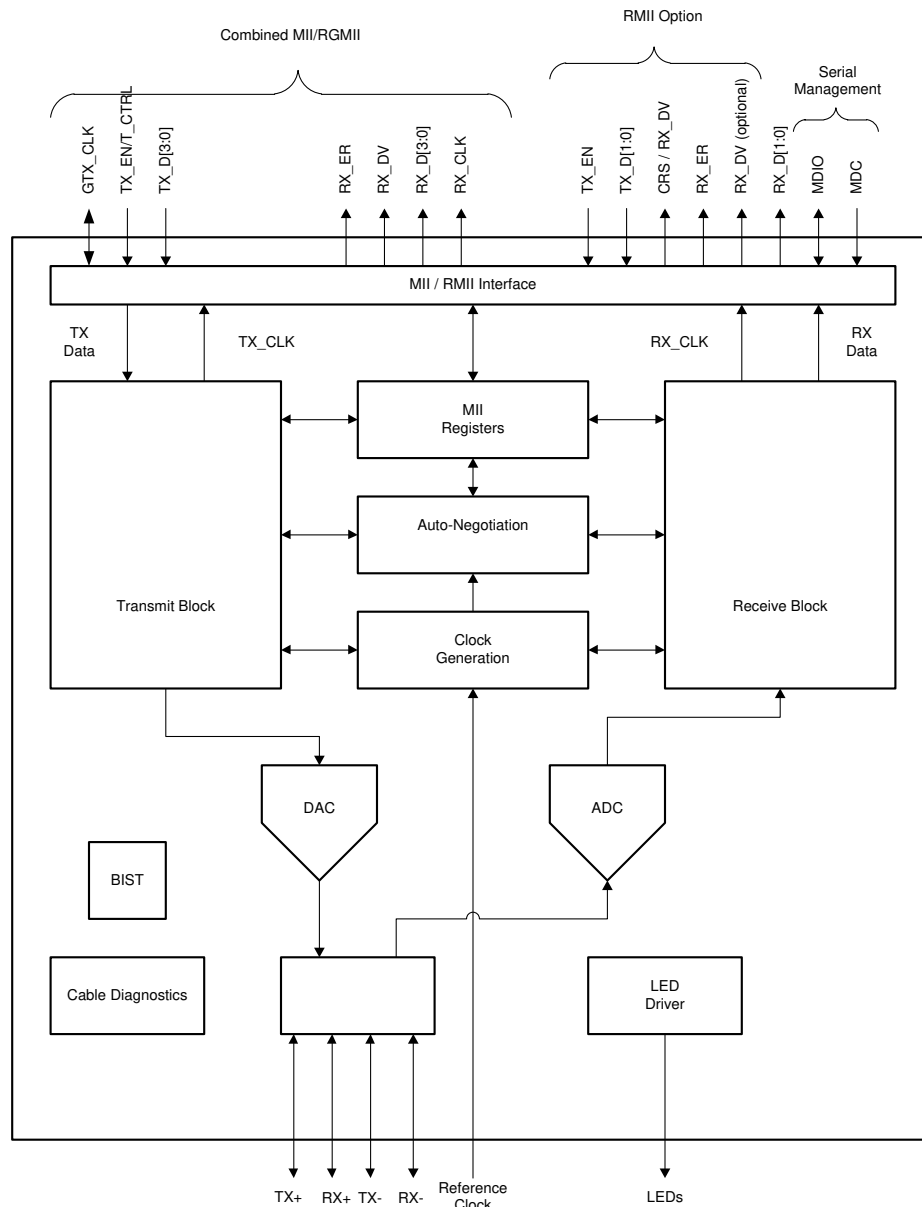 RMII Option
Combined MII/RGMII
Serial
Management
GTX_CLK
TX_EN/T_CTRL
TX_D[3:0]
RX_ER
RX_DV
RX_D[3:0]
RX_CLK
TX_EN
TX_D[1:0]
CRS / RX_DV
RX_ER
RX_DV (optional)
RX_D[1:0]
MDIO
MDC
MII / RMII Interface
TX
Data
TX_CLK
RX_CLK
RX
Data
MII
Registers
Auto-Negotiation
Transmit Block
Receive Block
Clock
Generation
DAC
ADC
BIST
Cable Diagnostics
LED
Driver
TX+
RX+
TX-
RX-
Reference
Clock
LEDs